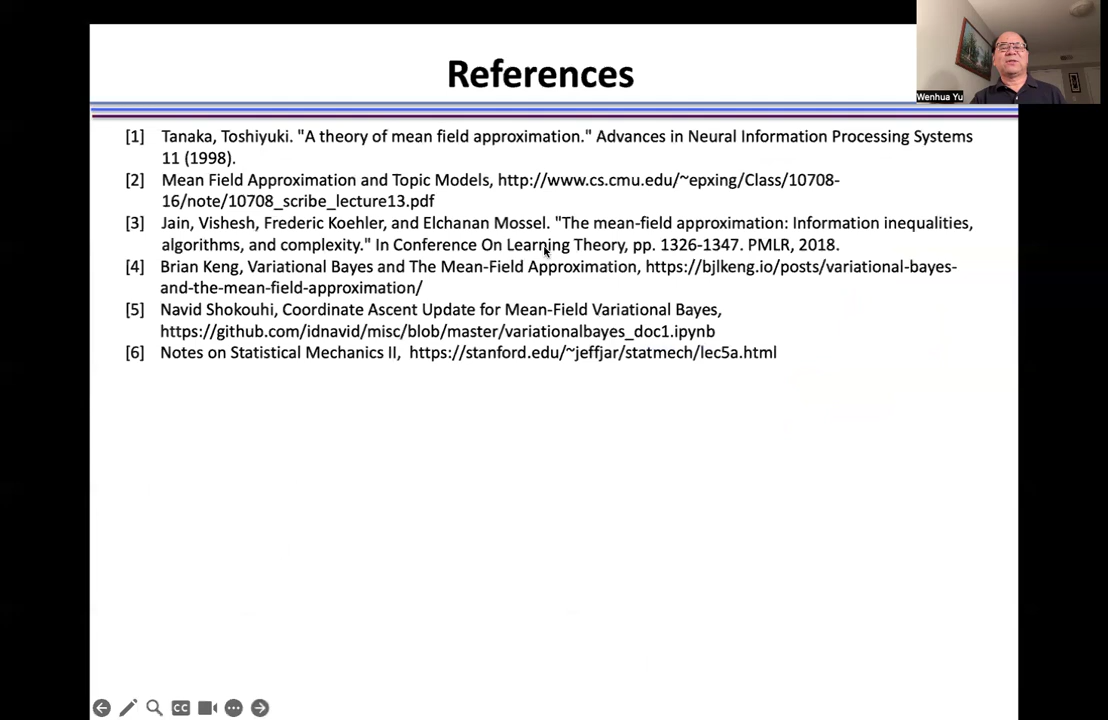 References
Wenhua Yu
[1] Tanaka, Toshiyuki. "A theory of mean field approximation." Advances in Neural Information Processing Systems
11 (1998).
[2] Mean Field Approximation and Topic Models, http://www.cs.cmu.edu/~epxing/Class/10708-
16/note/10708_scribe_lecture13.pdf
[3] Jain, Vishesh, Frederic Koehler, and Elchanan Mossel. "The mean-field approximation: Information inequalities,
algorithms, and complexity." In Conference On Learning Theory, pp. 1326-1347. PMLR, 2018.
[4] Brian Keng, Variational Bayes and The Mean-Field Approximation, https://bjlkeng.io/posts/variational-bayes-
and-the-mean-field-approximation/
[5] Navid Shokouhi, Coordinate Ascent Update for Mean-Field Variational Bayes,
https://github.com/idnavid/misc/blob/master/variationalbayes_doc1.ipynb
[6] Notes on Statistical Mechanics II, https://stanford.edu/~jeffjar/statmech/lec5a.html
CC